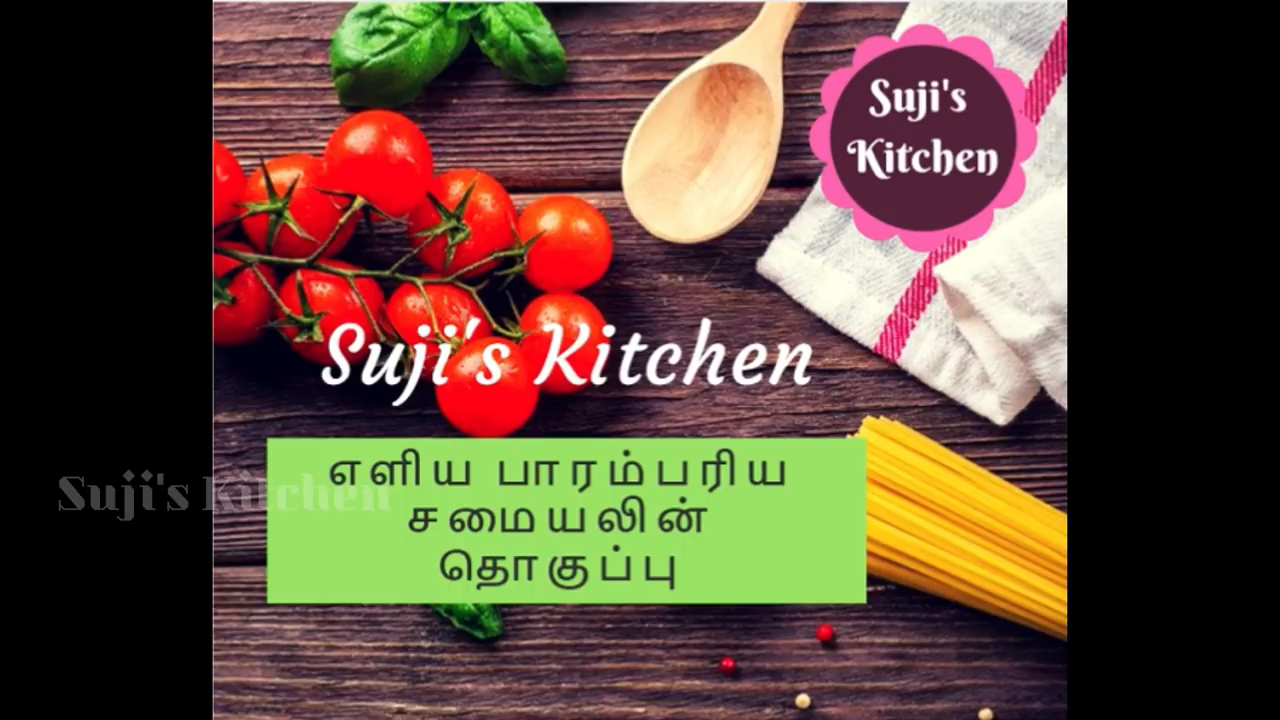 Suji's
Kitchen
Suji's Kitchen
எளிய பாரம்பரிய
சமையலின்
தொகுப்பு
Suji's Kitchen